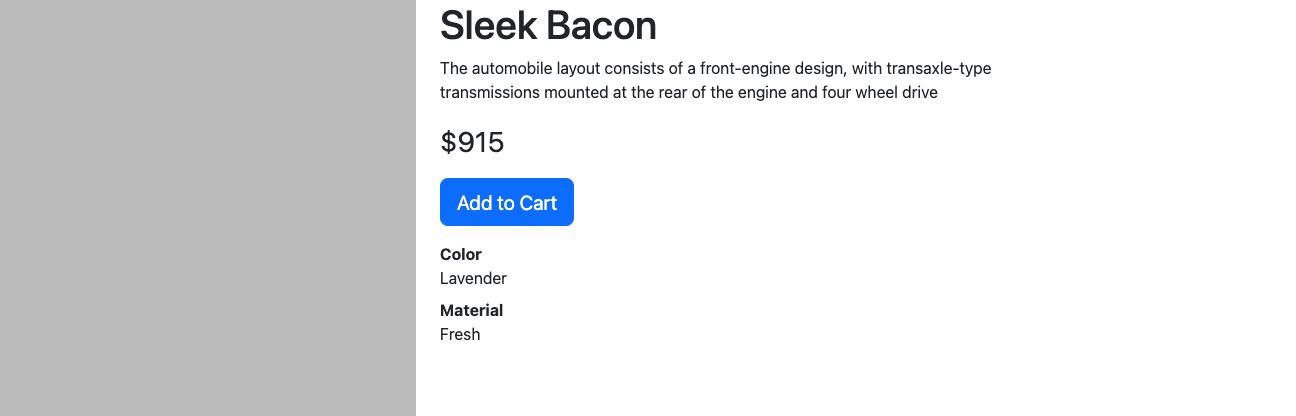 Sleek Bacon
The automobile layout consists of a front-engine design, with transaxle-type
transmissions mounted at the rear of the engine and four wheel drive
$915
Add to Cart
Color
Lavender
Material
Fresh